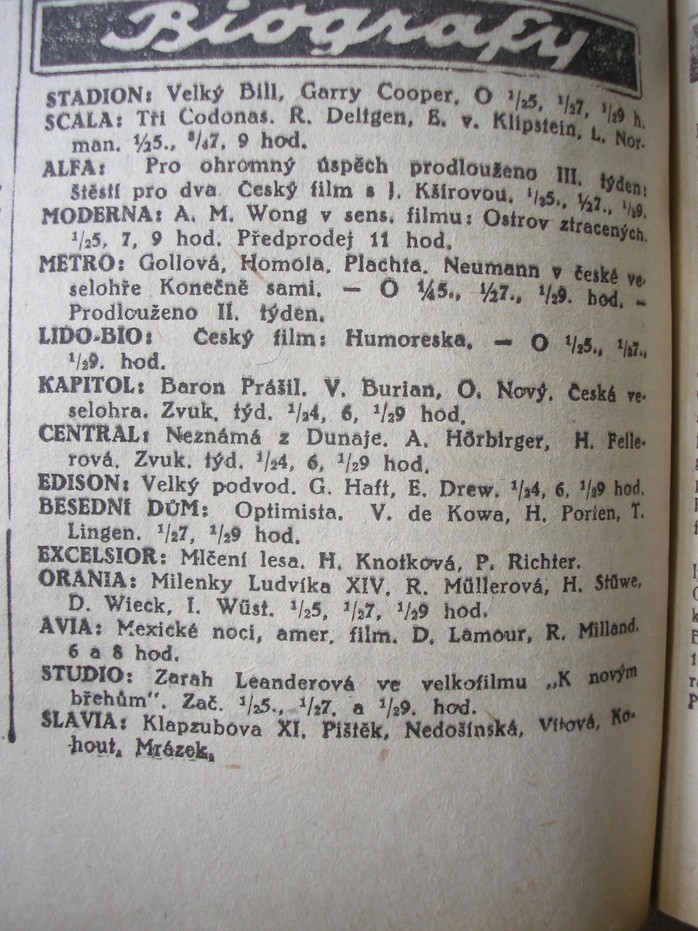 Biografy
STADION: Velký Bill, Garry Cooper. O ½5, ½7, ½9 h.
SCALA: Tři Codonas. R. Deltgen, E. v. Klipstein, L. Nor-
man. ½5., ¾7, 9 hod.
ALFA: Pro ohromný úspěch prodlouženo III. týden:
Štěstí pro dva. Český film s J. Kšírovou. ½5., ½7., ½9.
MODERNA: A. M. Wong v sens. filmu: Ostrov ztracených.
½5, 7, 9 hod. Předprodej 11 hod.
METRO: Gollová, Homola, Plachta, Neumann v české ve-
selohře Konečně sami. — O ¼5., ½7., ½9. hod. —
Prodlouženo II. týden.
LIDO-BIO: Český film: Humoreska. — O ½5., ½7.,
½9. hod.
KAPITOL: Baron Prášil. V. Burian, O. Nový. Česká ve-
selohra. Zvuk. týd. ½4, 6, ½9 hod.
CENTRAL: Neznámá z Dunaje. A. Hörbirger, H. Feile-
rová. Zvuk. týd. ½4, 6, ½9 hod.
EDISON: Velký podvod. G. Haft, E. Drew. ½4, 6, ½9 hod.
BESEDNÍ DŮM: Optimista. V. de Kowa, H. Porten, T.
Lingen. ½7, ½9 hod.
EXCELSIOR: Mlčení lesa. H. Knotková, P. Richter.
ORANIA: Milenky Ludvíka XIV. R. Müllerová, H. Stüwe,
D. Wieck, I. Wüst. ½5, ½7, ½9 hod.
AVIA: Mexické noci, amer. film. D. Lamour, R. Milland.
6 a 8 hod.
STUDIO: Zarah Leanderová ve velkofilmu „K novým
břehům". Zač. ½5., ½7, a ½9. hod.
SLAVIA: Klapzubova XI. Pištěk, Nedošínská, Vítová, Ko-
hout, Mrázek.